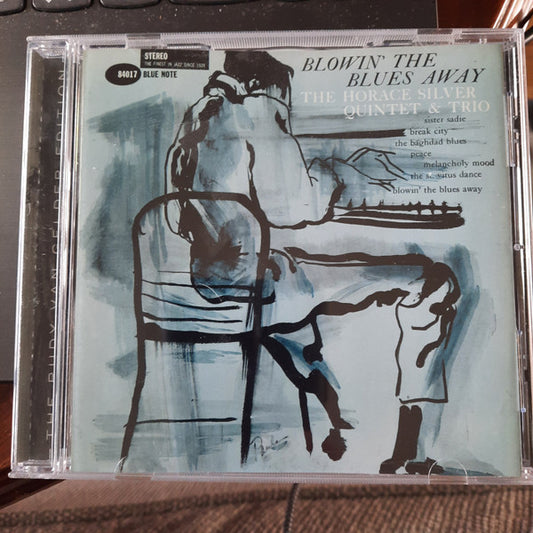 STEREO
THE FINEST IN JAZZ SINCE 1939
84017 BLUE NOTE
BLOWIN' THE
BLUES AWAY
THE HORACE SILVER
QUINTET & TRIO
sister sadie
break city
the baghdad blues
peace
melancholy mood
the st. vitus dance
blowin' the blues away
THE RUDY VAN GELDER EDITION